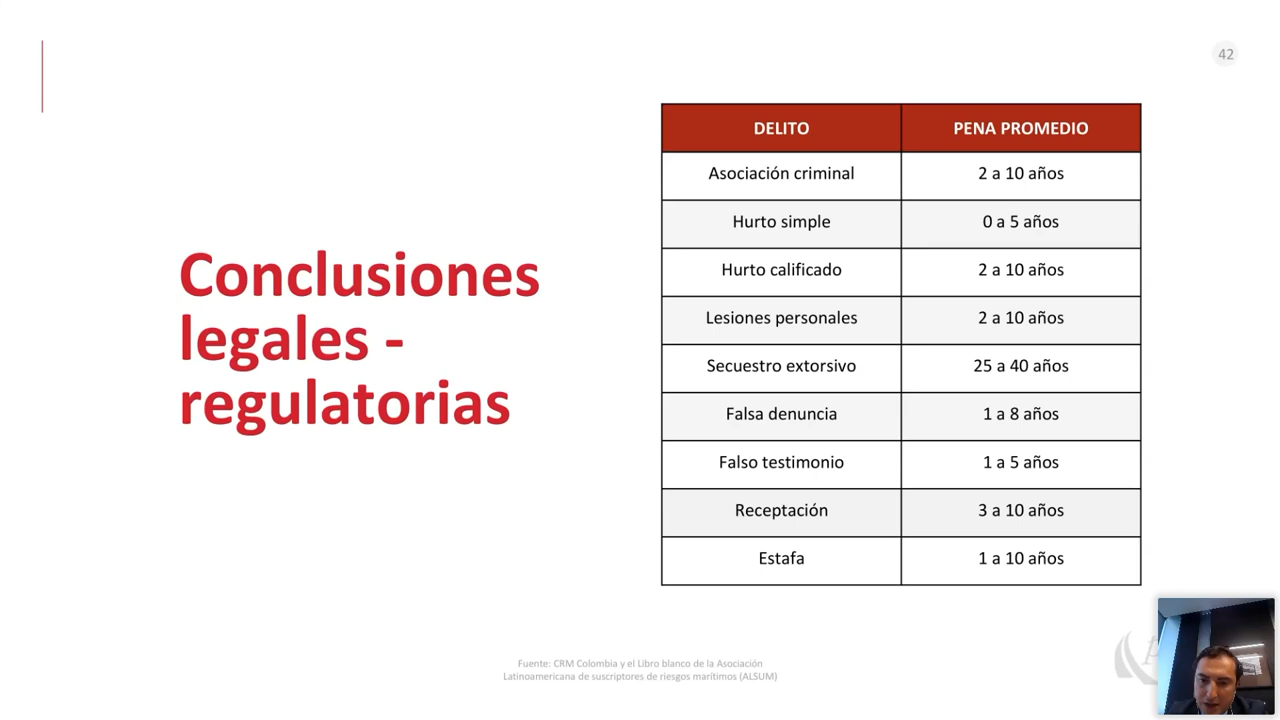 42
Conclusiones
legales -
regulatorias
DELITO PENA PROMEDIO
Asociación criminal 2 a 10 años
Hurto simple 0 a 5 años
Hurto calificado 2 a 10 años
Lesiones personales 2 a 10 años
Secuestro extorsivo 25 a 40 años
Falsa denuncia 1 a 8 años
Falso testimonio 1 a 5 años
Receptación 3 a 10 años
Estafa 1 a 10 años
Fuente: CRM Colombia y el Libro blanco de la Asociación
Latinoamericana de suscriptores de riesgos marítimos (ALSUM)